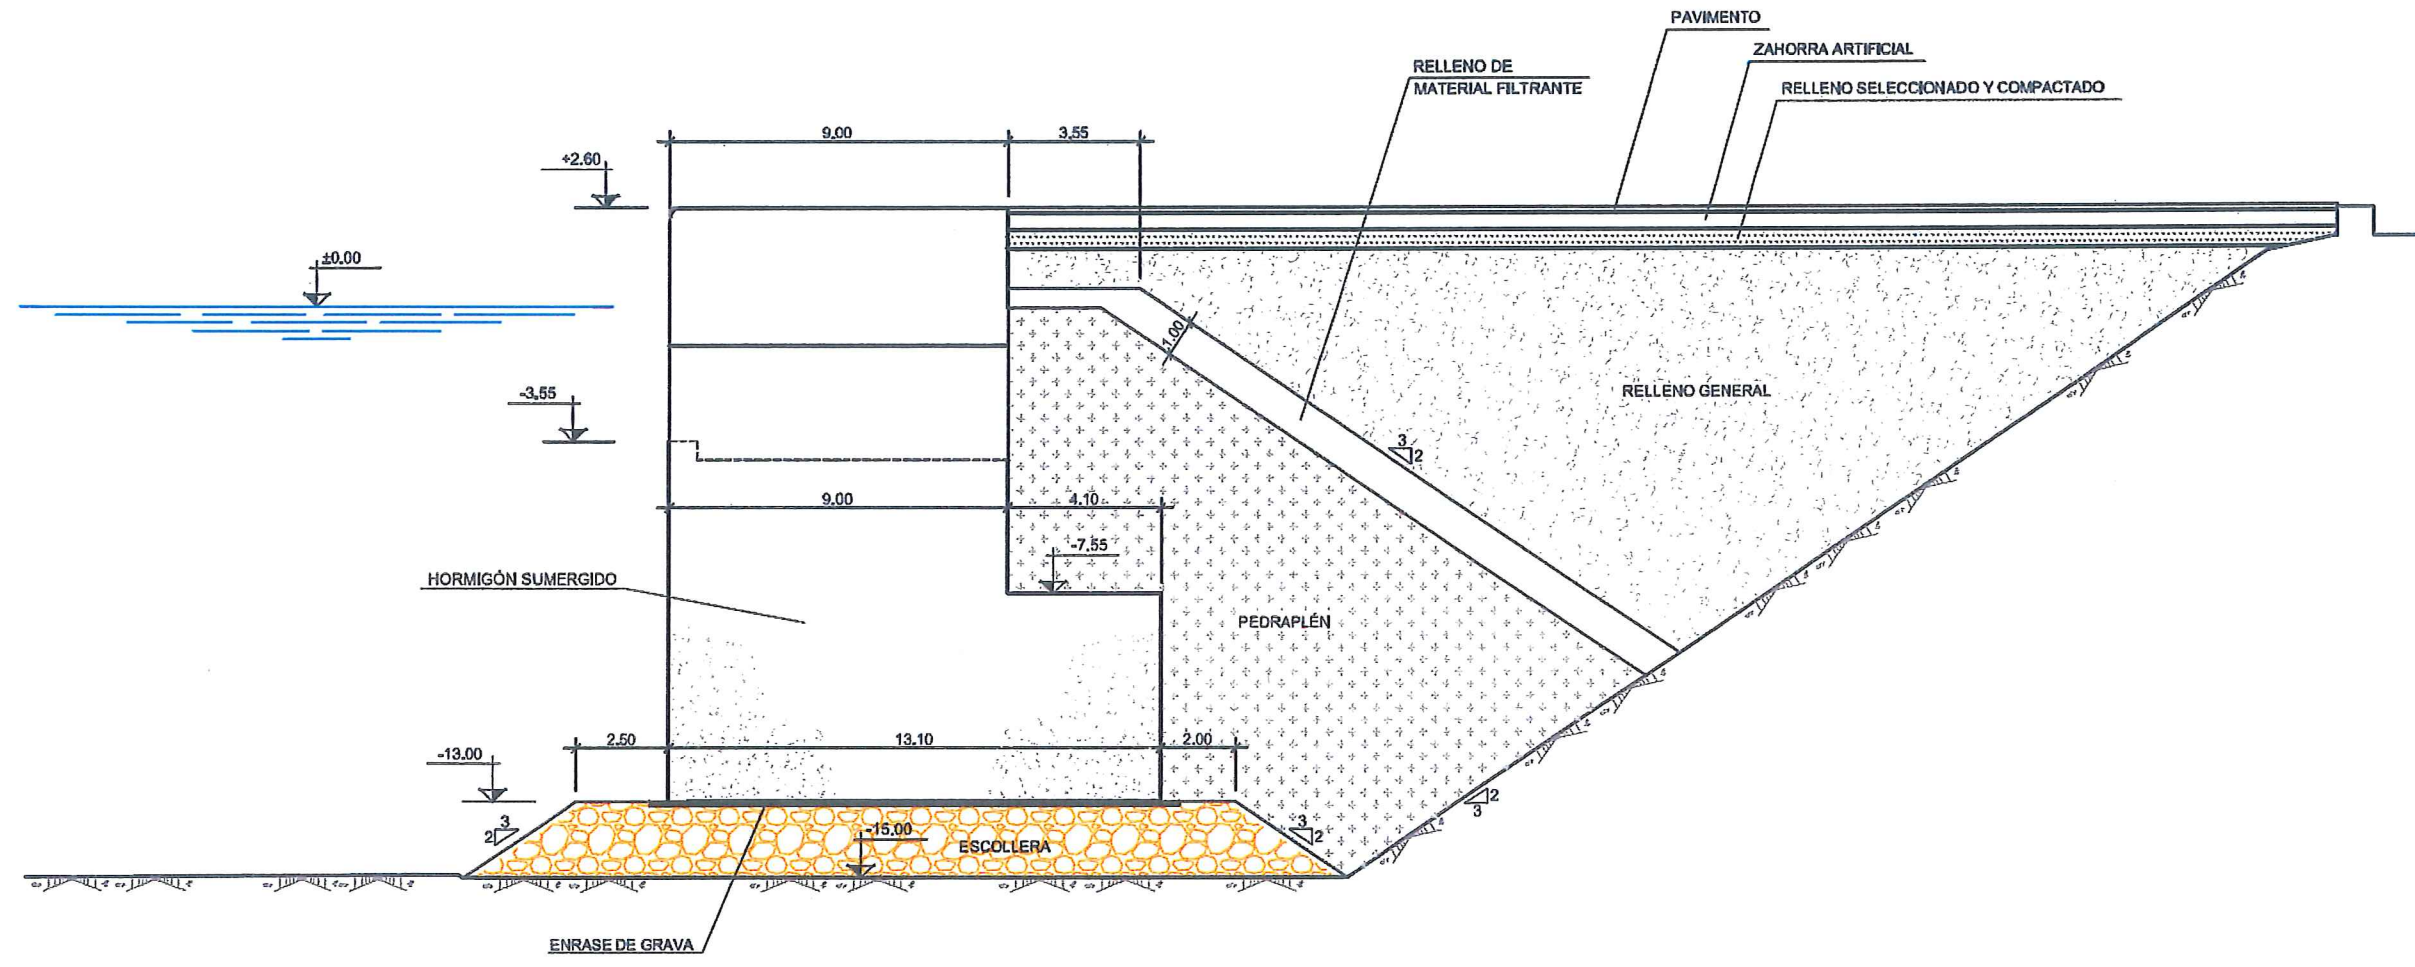 PAVIMENTO
ZAHORRA ARTIFICIAL
RELLENO DE
MATERIAL FILTRANTE
RELLENO SELECCIONADO Y COMPACTADO
9.00
3.55
+2.60
±0.00
1.00
RELLENO GENERAL
-3.55
3
2
9.00
4.10
-7.55
HORMIGÓN SUMERGIDO
PEDRAPLÉN
2.50
13.10
2.00
-13.00
2
3
3
2
3
2
-15.00
ESCOLLERA
ENRASE DE GRAVA